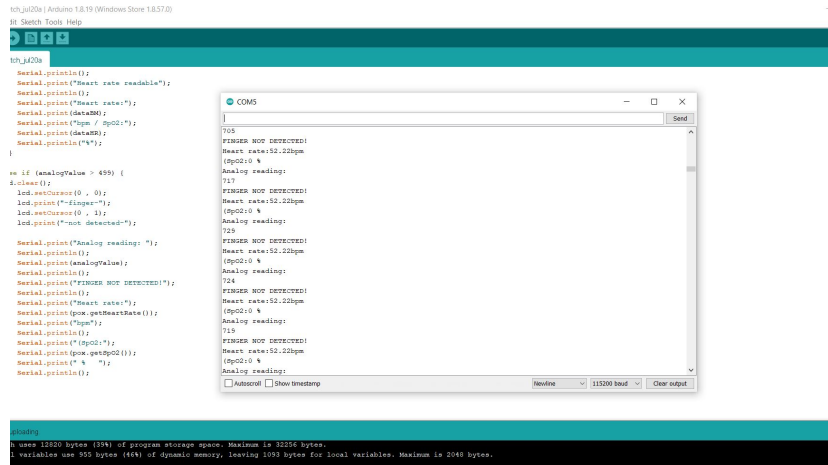 tch_jul20a | Arduino 1.8.19 (Windows Store 1.8.57.0)
dit Sketch Tools Help
tch_jul20a
Serial.println();
Serial.print("Heart rate readable");
Serial.println();
Serial.print("Heart rate:");
Serial.print(dataBM);
Serial.print("bpm / SpO2:");
Serial.print(dataHR);
Serial.println("%");
}
se if (analogValue > 499) {
d.clear();
lcd.setCursor(0 , 0);
lcd.print("~finger~");
lcd.setCursor(0 , 1);
lcd.print("~not detected~");
Serial.print("Analog reading: ");
Serial.println();
Serial.print(analogValue);
Serial.println();
Serial.print("FINGER NOT DETECTED!");
Serial.println();
Serial.print("Heart rate:");
Serial.print(pox.getHeartRate());
Serial.print("bpm");
Serial.println();
Serial.print("(SpO2:");
Serial.print(pox.getSpO2());
Serial.print(" %   ");
Serial.println();
COM5
Send
705
FINGER NOT DETECTED!
Heart rate:52.22bpm
(SpO2:0 %
Analog reading:
717
FINGER NOT DETECTED!
Heart rate:52.22bpm
(SpO2:0 %
Analog reading:
729
FINGER NOT DETECTED!
Heart rate:52.22bpm
(SpO2:0 %
Analog reading:
724
FINGER NOT DETECTED!
Heart rate:52.22bpm
(SpO2:0 %
Analog reading:
719
FINGER NOT DETECTED!
Heart rate:52.22bpm
(SpO2:0 %
Analog reading:
Autoscroll Show timestamp Newline 115200 baud Clear output
uploading
h uses 12820 bytes (39%) of program storage space. Maximum is 32256 bytes.
l variables use 955 bytes (46%) of dynamic memory, leaving 1093 bytes for local variables. Maximum is 2048 bytes.